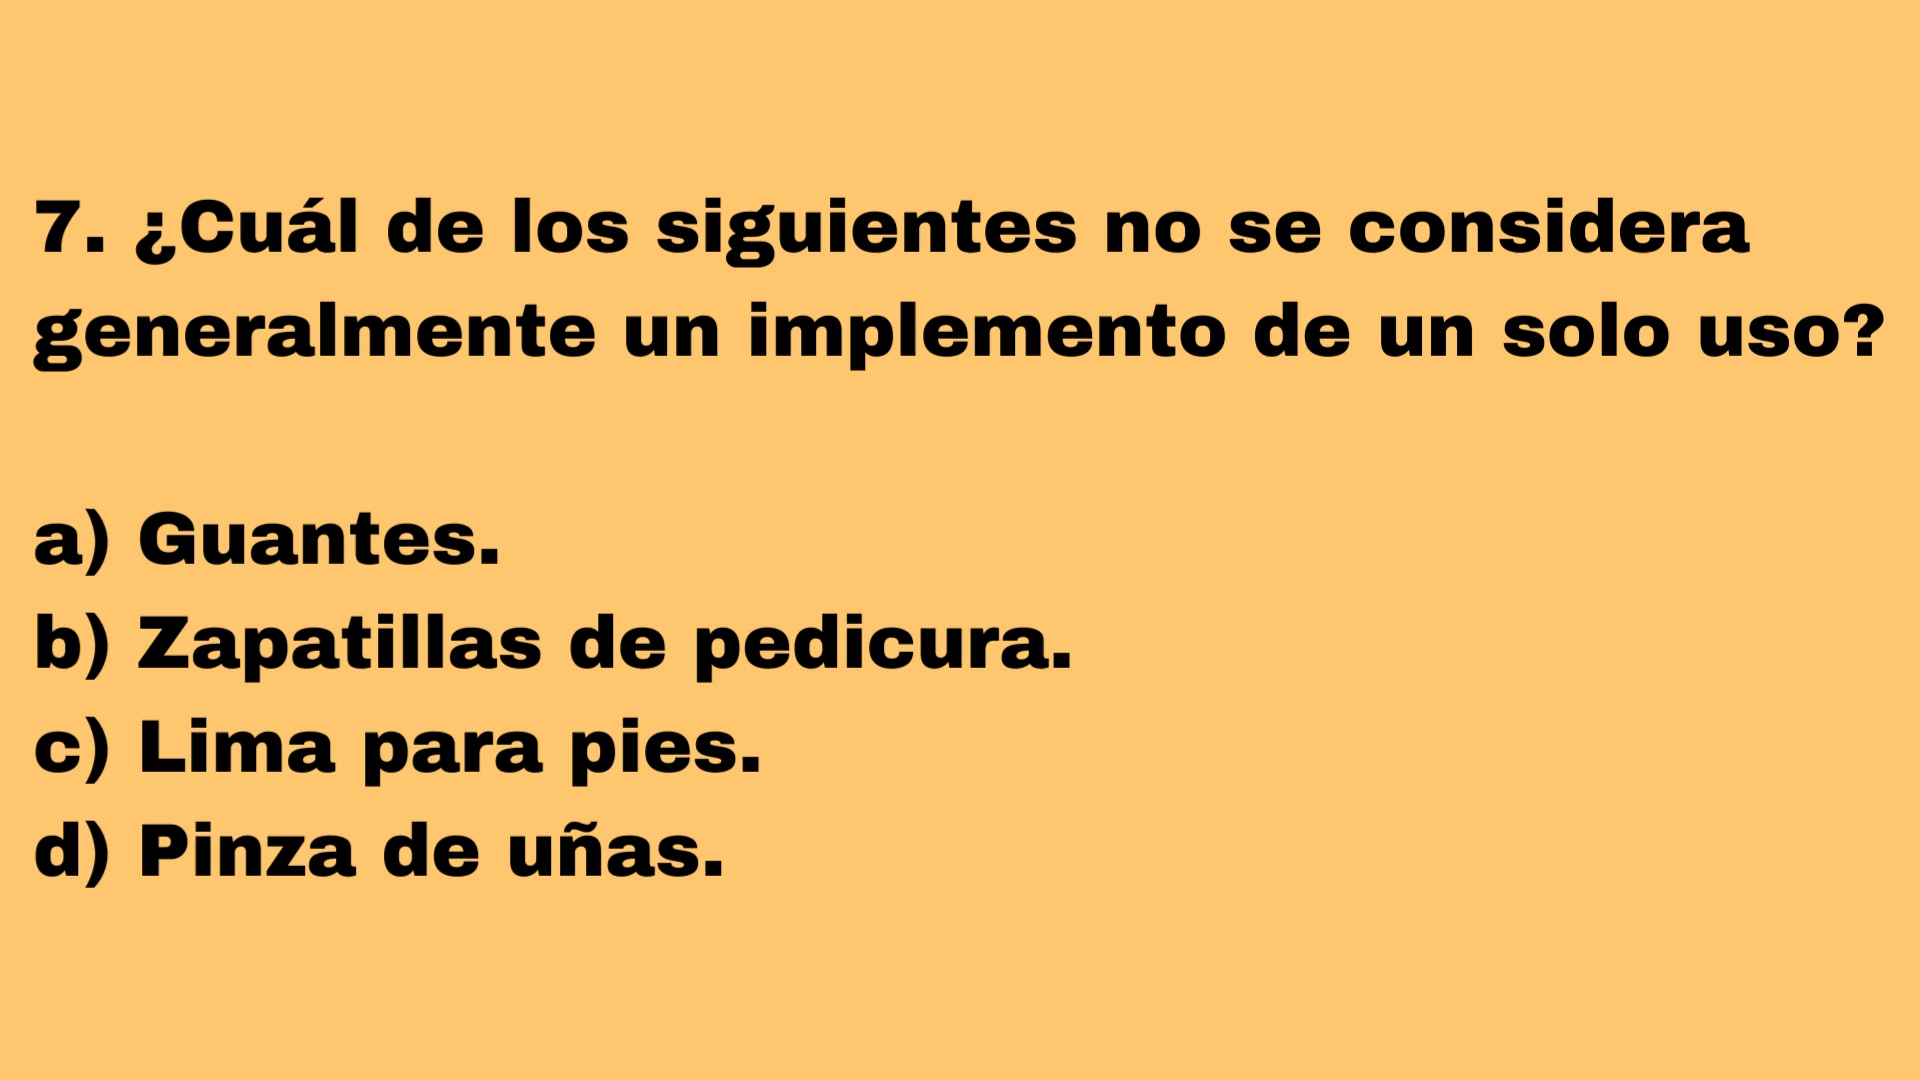 7. ¿Cuál de los siguientes no se considera
generalmente un implemento de un solo uso?
a) Guantes.
b) Zapatillas de pedicura.
c) Lima para pies.
d) Pinza de uñas.